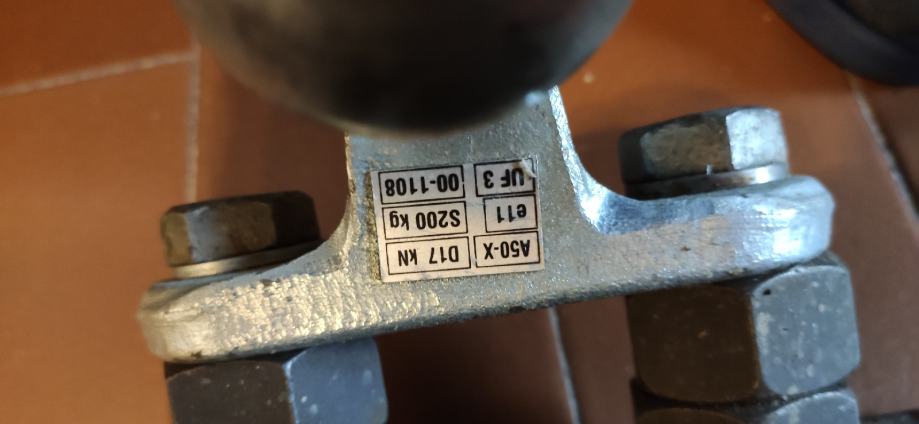 A50-X D17 kN
e11 S200 kg
UF 3 00-1108